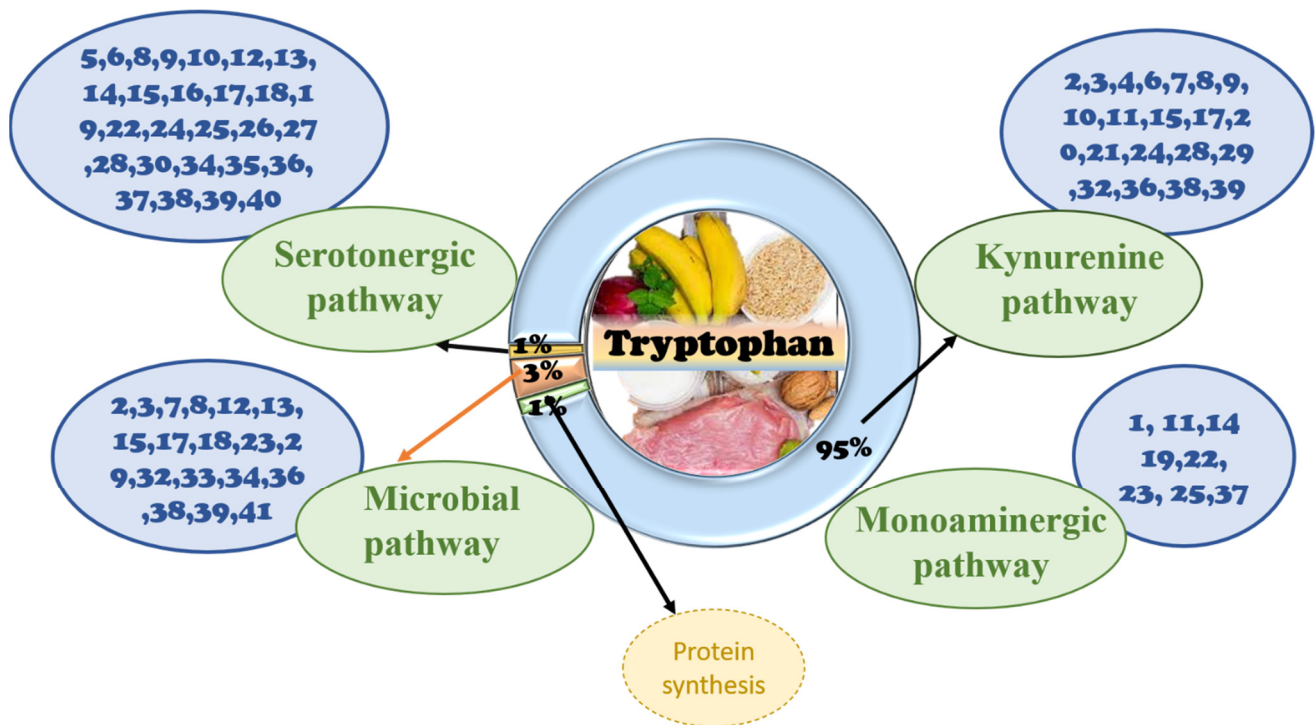 5,6,8,9,10,12,13,
14,15,16,17,18,1
9,22,24,25,26,27
,28,30,34,35,36,
37,38,39,40
Serotonergic
pathway
2,3,4,6,7,8,9,
10,11,15,17,2
0,21,24,28,29
,32,36,38,39
Kynurenine
pathway
Tryptophan
1%
3%
1%
95%
2,3,7,8,12,13,
15,17,18,23,2
9,32,33,34,36
,38,39,41
Microbial
pathway
1, 11,14
19,22,
23, 25,37
Monoaminergic
pathway
Protein
synthesis